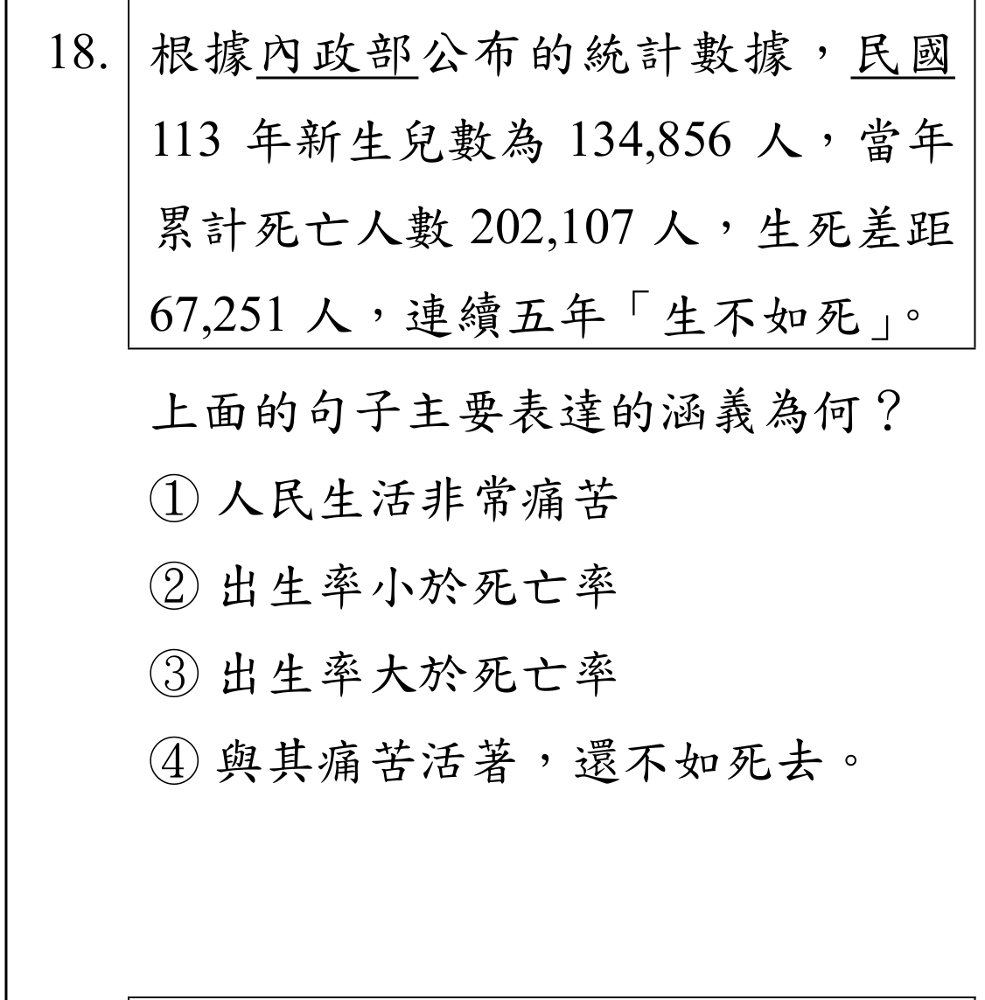 18. 根據內政部公布的統計數據，民國
113 年新生兒數為 134,856 人，當年
累計死亡人數 202,107 人，生死差距
67,251 人，連續五年「生不如死」。
上面的句子主要表達的涵義為何？
① 人民生活非常痛苦
② 出生率小於死亡率
③ 出生率大於死亡率
④ 與其痛苦活著，還不如死去。